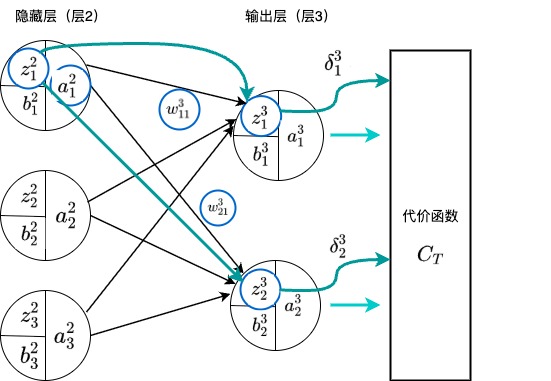 隐藏层（层2）
输出层（层3）
z_1^2
a_1^2
b_1^2
w_{11}^3
z_1^3
a_1^3
b_1^3
δ_1^3
z_2^2
a_2^2
b_2^2
w_{21}^3
代价函数
C_T
δ_2^3
z_2^3
a_2^3
b_2^3
z_3^2
a_3^2
b_3^2